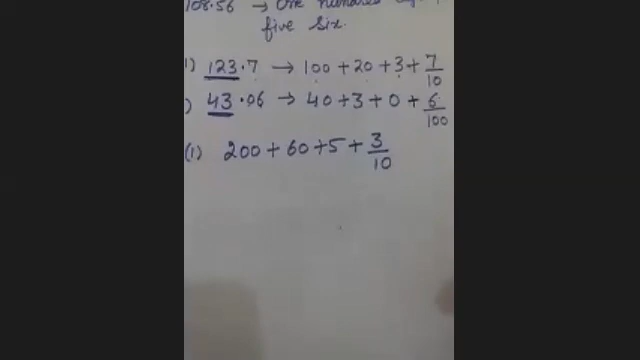 108.56 → One hundred
five six.
1) 123.7 → 100+20+3+7/10
) 43.06 → 40+3+0+6/100
(1) 200+60+5+3/10